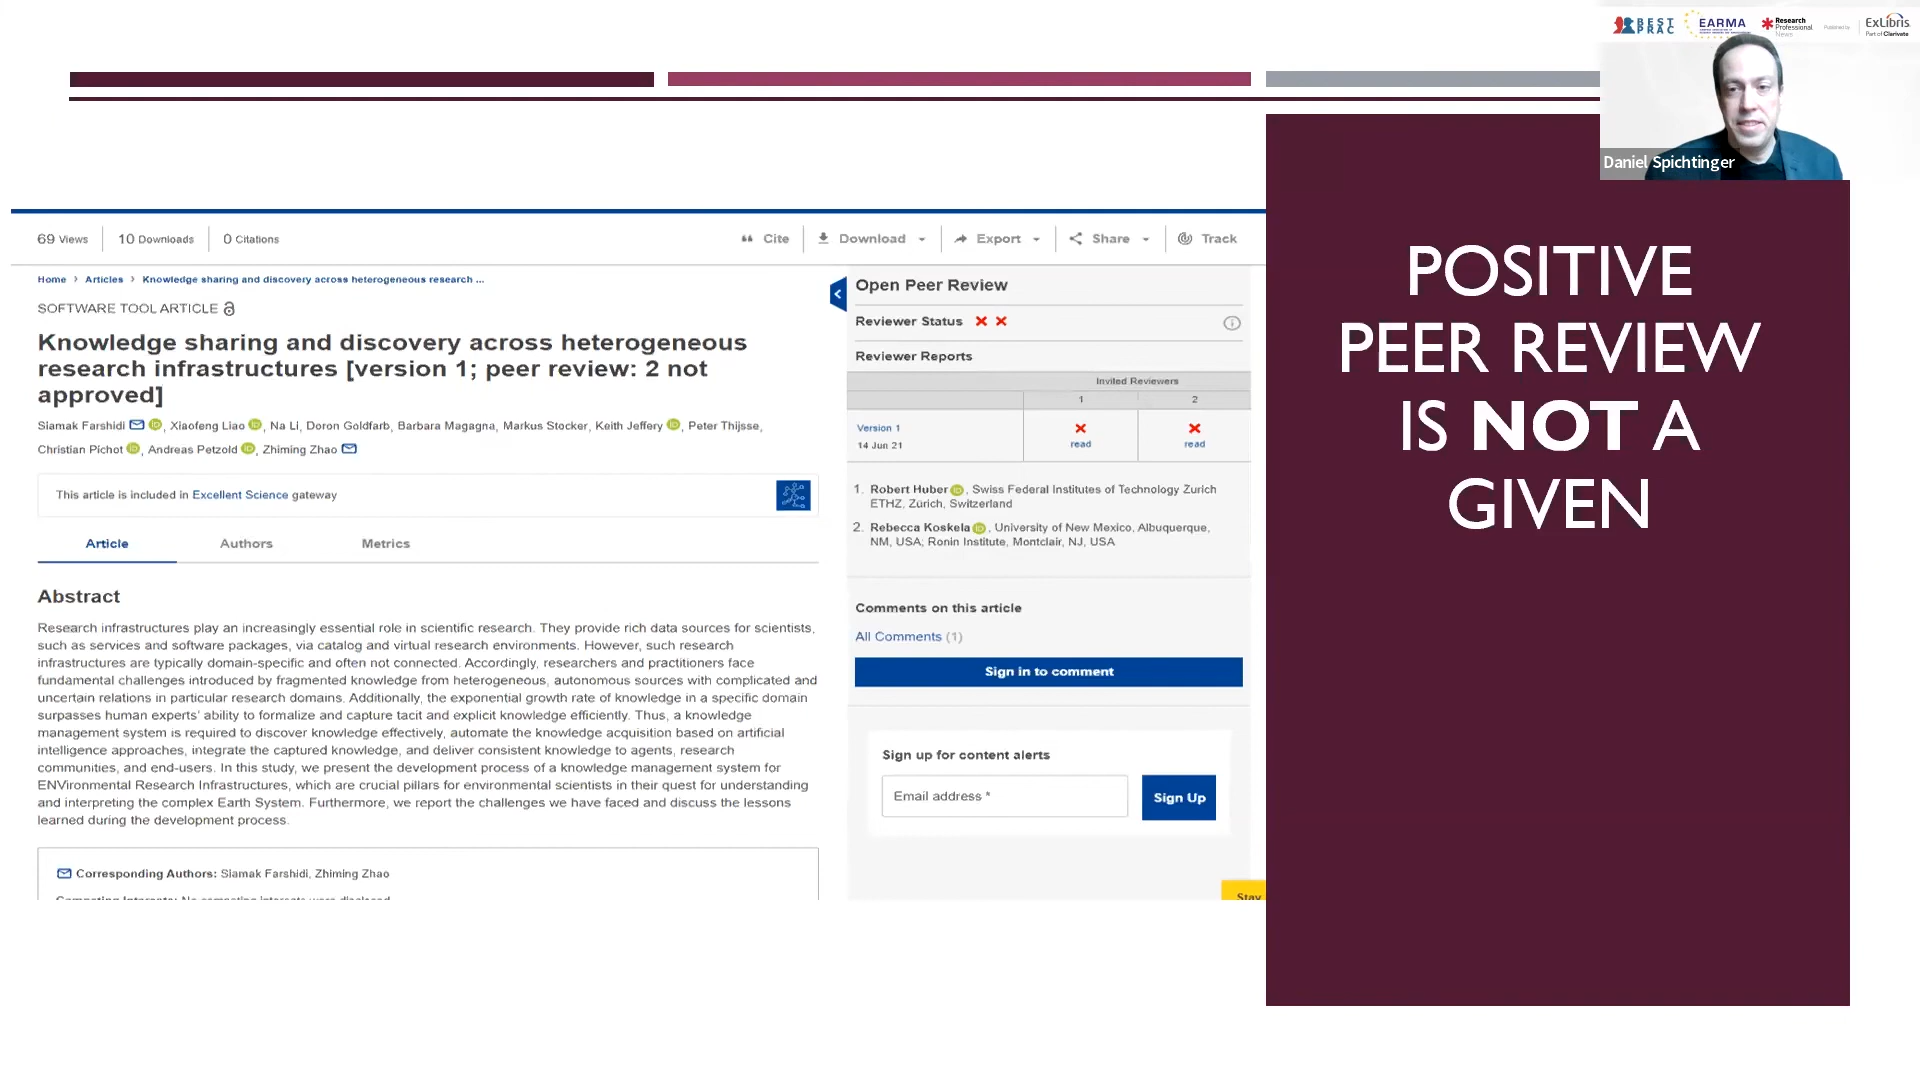 BEST
PRAC
EARMA
Research
Professional
News
ExLibris
Part of Clarivate
Daniel Spichtinger
69 Views
10 Downloads
0 Citations
Cite
Download
Export
Share
Track
Home › Articles › Knowledge sharing and discovery across heterogeneous research ...
SOFTWARE TOOL ARTICLE
Knowledge sharing and discovery across heterogeneous
research infrastructures [version 1; peer review: 2 not
approved]
Siamak Farshidi, Xiaofeng Liao, Na Li, Doron Goldfarb, Barbara Magagna, Markus Stocker, Keith Jeffery, Peter Thijsse,
Christian Pichot, Andreas Petzold, Zhiming Zhao
This article is included in Excellent Science gateway
Article
Authors
Metrics
Abstract
Research infrastructures play an increasingly essential role in scientific research. They provide rich data sources for scientists,
such as services and software packages, via catalog and virtual research environments. However, such research
infrastructures are typically domain-specific and often not connected. Accordingly, researchers and practitioners face
fundamental challenges introduced by fragmented knowledge from heterogeneous, autonomous sources with complicated and
uncertain relations in particular research domains. Additionally, the exponential growth rate of knowledge in a specific domain
surpasses human experts' ability to formalize and capture tacit and explicit knowledge efficiently. Thus, a knowledge
management system is required to discover knowledge effectively, automate the knowledge acquisition based on artificial
intelligence approaches, integrate the captured knowledge, and deliver consistent knowledge to agents, research
communities, and end-users. In this study, we present the development process of a knowledge management system for
ENVironmental Research Infrastructures, which are crucial pillars for environmental scientists in their quest for understanding
and interpreting the complex Earth System. Furthermore, we report the challenges we have faced and discuss the lessons
learned during the development process.
Corresponding Authors: Siamak Farshidi, Zhiming Zhao
Competing Interests: No competing interests were disclosed
Open Peer Review
Reviewer Status
Reviewer Reports
Invited Reviewers
1
2
Version 1
14 Jun 21
read
read
1. Robert Huber, Swiss Federal Institutes of Technology Zurich
ETHZ, Zürich, Switzerland
2. Rebecca Koskela, University of New Mexico, Albuquerque,
NM, USA; Ronin Institute, Montclair, NJ, USA
Comments on this article
All Comments (1)
Sign in to comment
Sign up for content alerts
Email address *
Sign Up
Stay
POSITIVE
PEER REVIEW
IS NOT A
GIVEN